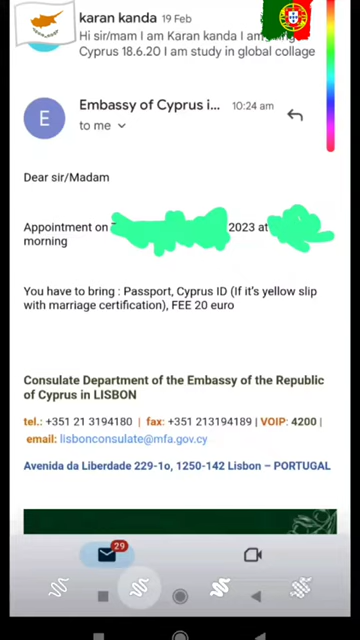 karan kanda 19 Feb
Hi sir/mam I am Karan kanda I am
Cyprus 18.6.20 I am study in global collage
E
Embassy of Cyprus i... 10:24 am
to me
Dear sir/Madam
Appointment on 2023 at
morning
You have to bring : Passport, Cyprus ID (If it's yellow slip
with marriage certification), FEE 20 euro
Consulate Department of the Embassy of the Republic
of Cyprus in LISBON
tel.: +351 21 3194180 | fax: +351 213194189 | VOIP: 4200 |
email: lisbonconsulate@mfa.gov.cy
Avenida da Liberdade 229-1o, 1250-142 Lisbon – PORTUGAL
29